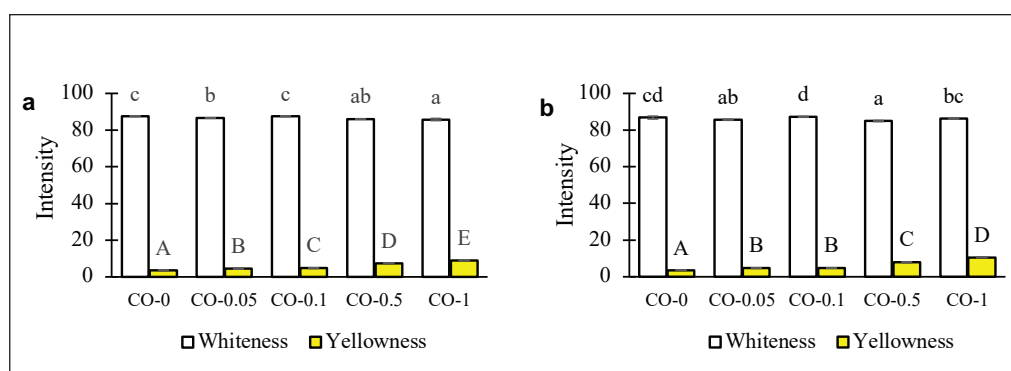 a
Intensity
100
80
60
40
20
0
c b c ab a
A B C D E
CO-0 CO-0.05 CO-0.1 CO-0.5 CO-1
Whiteness Yellowness
b
Intensity
100
80
60
40
20
0
cd ab d a bc
A B B C D
CO-0 CO-0.05 CO-0.1 CO-0.5 CO-1
Whiteness Yellowness